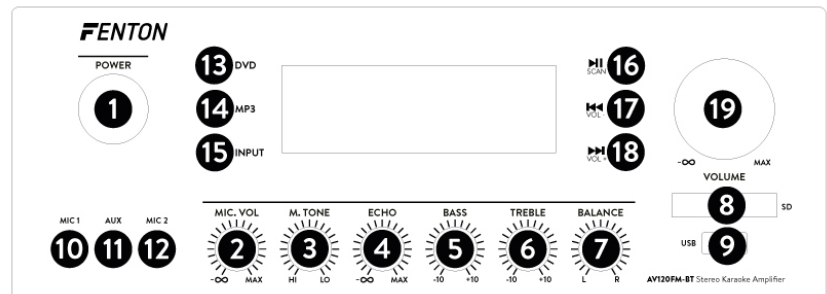 FENTON
POWER
1
13 DVD
14 MP3
15 INPUT
16
SCAN
17
VOL -
18
VOL +
19
-∞ MAX
VOLUME
8 SD
USB 9
MIC 1 AUX MIC 2
10 11 12
MIC. VOL M. TONE ECHO BASS TREBLE BALANCE
2 3 4 5 6 7
-∞ MAX HI LO -∞ MAX -10 +10 -10 +10 L R
AV120FM-BT Stereo Karaoke Amplifier